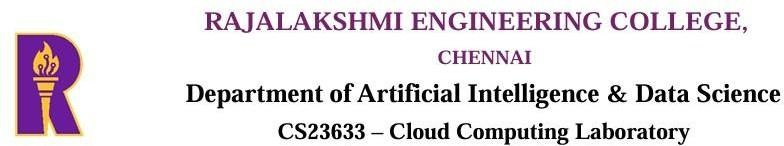 RAJALAKSHMI ENGINEERING COLLEGE,
CHENNAI
Department of Artificial Intelligence & Data Science
CS23633 – Cloud Computing Laboratory